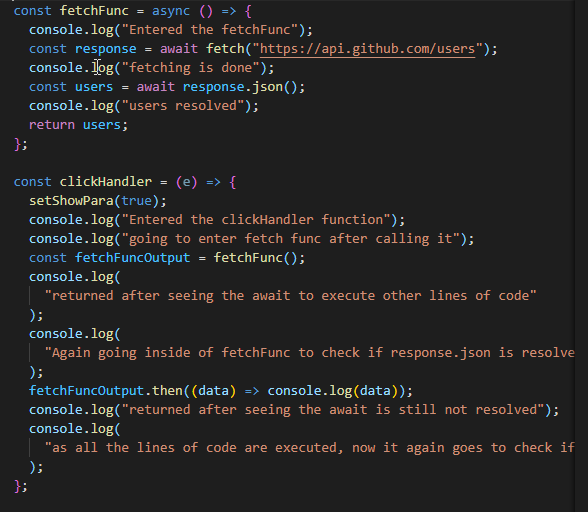 const fetchFunc = async () => {
console.log("Entered the fetchFunc");
const response = await fetch("https://api.github.com/users");
console.log("fetching is done");
const users = await response.json();
console.log("users resolved");
return users;
};
const clickHandler = (e) => {
setShowPara(true);
console.log("Entered the clickHandler function");
console.log("going to enter fetch func after calling it");
const fetchFuncOutput = fetchFunc();
console.log(
"returned after seeing the await to execute other lines of code"
);
console.log(
"Again going inside of fetchFunc to check if response.json is resolve
);
fetchFuncOutput.then((data) => console.log(data));
console.log("returned after seeing the await is still not resolved");
console.log(
"as all the lines of code are executed, now it again goes to check if
);
};